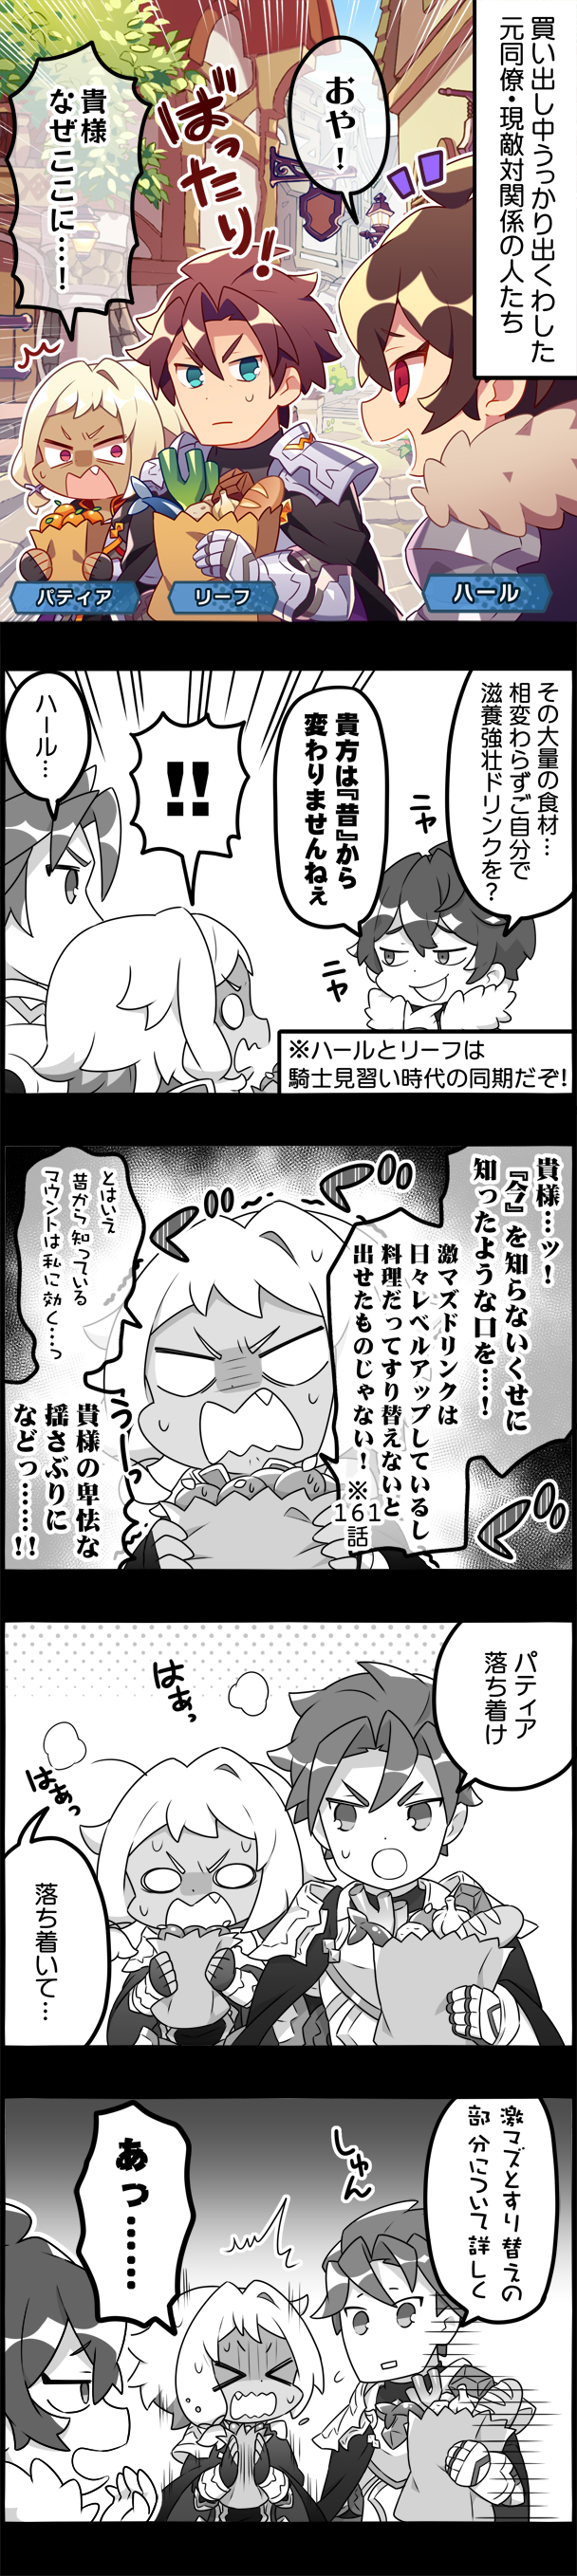 買い出し中うっかり出くわした
元同僚・現敵対関係の人たち
おや!
ばったり!
貴様
なぜここに…!
パティア
リーフ
ハール
その大量の食材…
相変わらずご自分で
滋養強壮ドリンクを?
ニヤ
ニヤ
貴方は『昔』から
変わりませんねえ
!!
ハール…
※ハールとリーフは
騎士見習い時代の同期だぞ!
貴様…ッ!
『今』を知らないくせに
知ったような口を…!
激マズドリンクは
日々レベルアップしているし
料理だってすり替えないと
出せたものじゃない!
※
161
話
とはいえ
昔から知っている
マウントは私に効く…っ
うーっ
貴様の卑怯な
揺さぶりに
などっ……!!
パティア
落ち着け
はあっ
はあっ
落ち着いて…
激マズとすり替えの
部分について詳しく
しゅん
あっ……